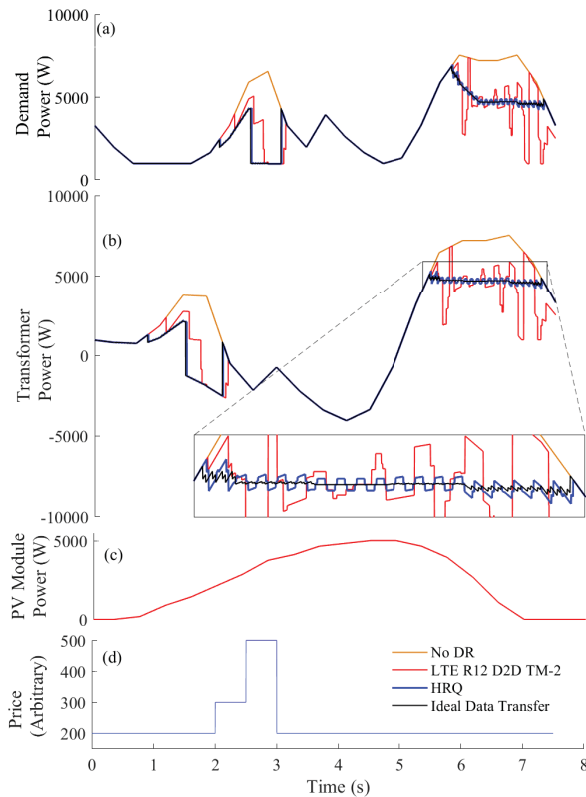 (a)
10000
5000
0
Demand
Power (W)
(b)
10000
5000
0
-5000
-10000
Transformer
Power (W)
(c)
5000
0
PV Module
Power (W)
(d)
500
400
300
200
Price
(Arbitrary)
No DR
LTE R12 D2D TM-2
HRQ
Ideal Data Transfer
0 1 2 3 4 5 6 7 8
Time (s)